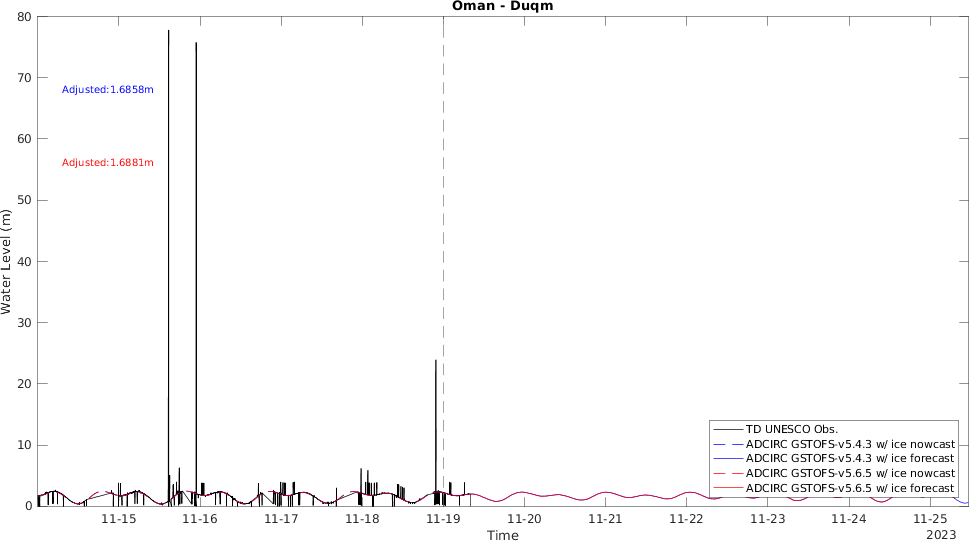 Oman - Duqm
80
70
60
50
40
30
20
10
0
Water Level (m)
Adjusted:1.6858m
Adjusted:1.6881m
TD UNESCO Obs.
ADCIRC GSTOFS-v5.4.3 w/ ice nowcast
ADCIRC GSTOFS-v5.4.3 w/ ice forecast
ADCIRC GSTOFS-v5.6.5 w/ ice nowcast
ADCIRC GSTOFS-v5.6.5 w/ ice forecast
11-15 11-16 11-17 11-18 11-19 11-20 11-21 11-22 11-23 11-24 11-25
Time
2023